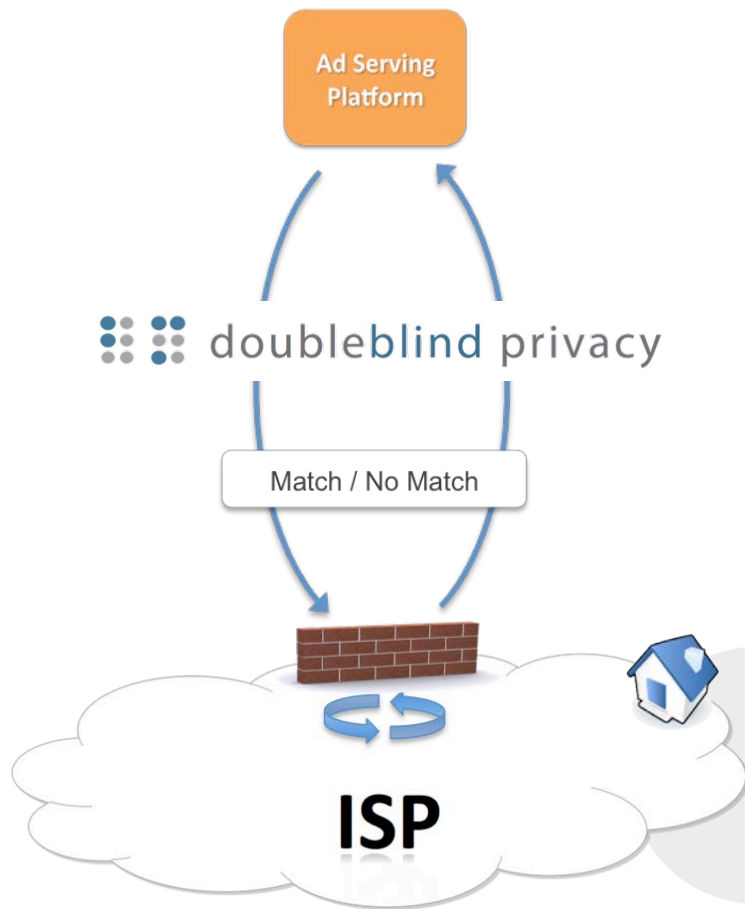 Ad Serving
Platform
doubleblind privacy
Match / No Match
ISP